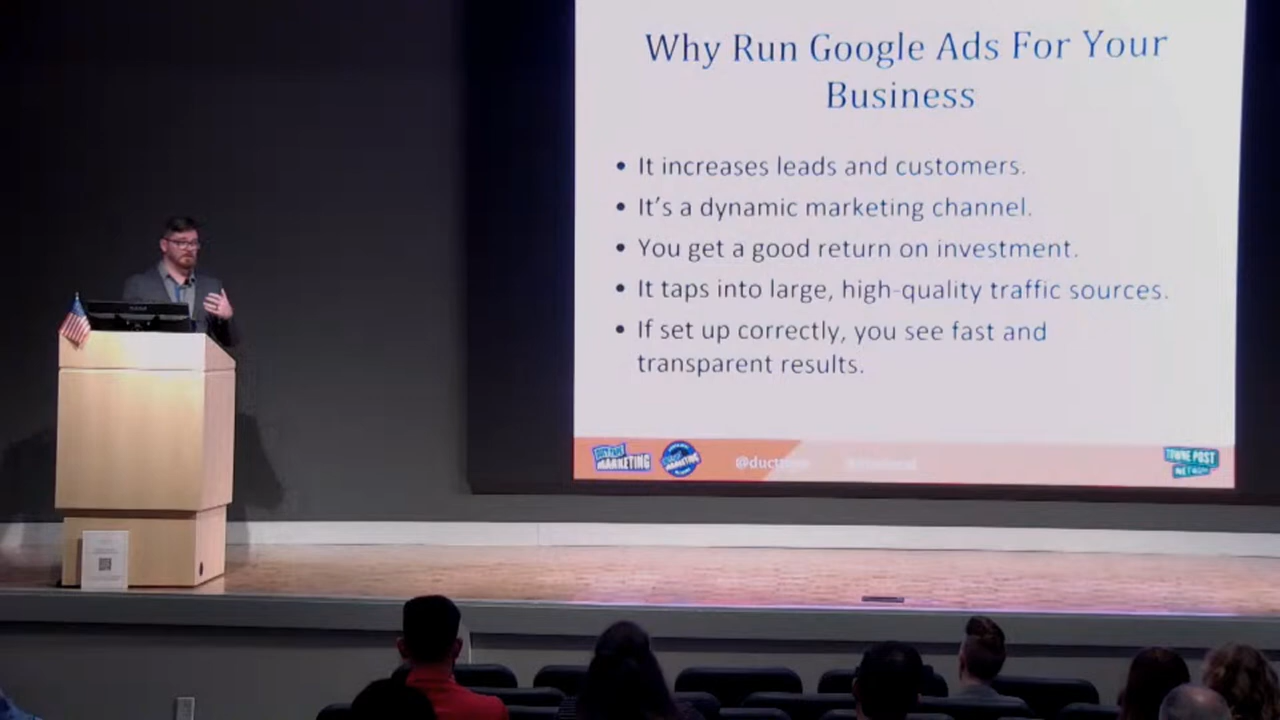 Why Run Google Ads For Your
Business
• It increases leads and customers.
• It's a dynamic marketing channel.
• You get a good return on investment.
• It taps into large, high-quality traffic sources.
• If set up correctly, you see fast and
transparent results.
DUCT TAPE
MARKETING
TOWNE POST
NETWORK